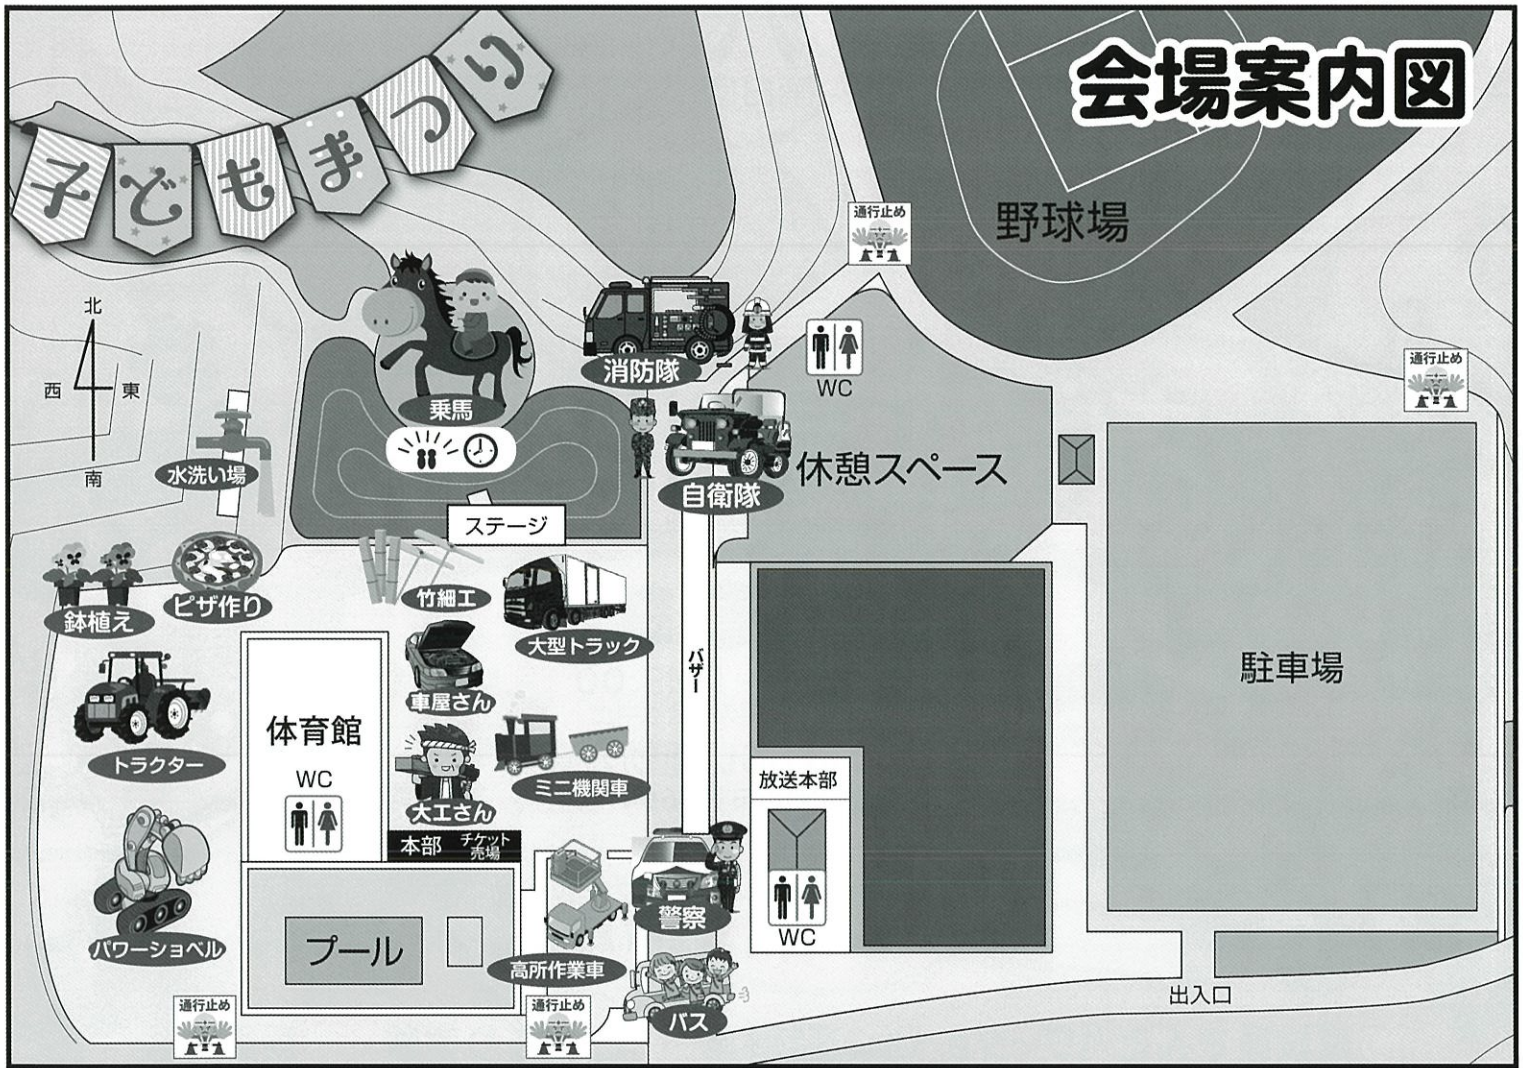 子どもまつり
会場案内図
野球場
通行止め
通行止め
北
西
東
南
消防隊
WC
乗馬
水洗い場
自衛隊
休憩スペース
ステージ
鉢植え
ピザ作り
竹細工
大型トラック
バザー
駐車場
車屋さん
体育館
WC
トラクター
ミニ機関車
大工さん
放送本部
本部
チケット
売場
警察
WC
パワーショベル
プール
高所作業車
出入口
通行止め
通行止め
バス